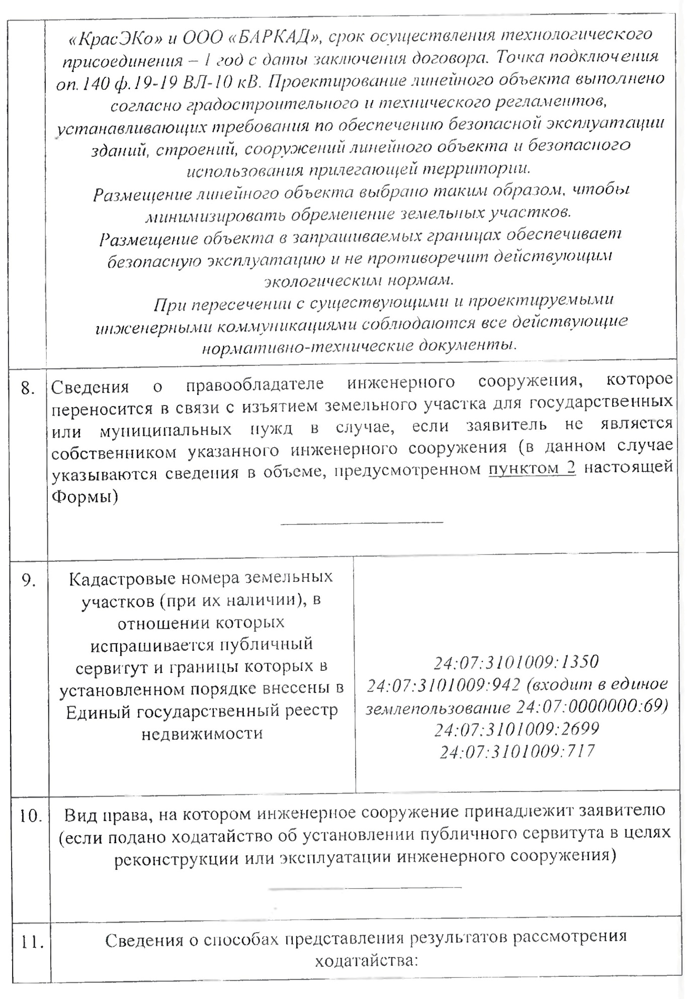 «КрасЭКо» и ООО «БАРКАД», срок осуществления технологического
присоединения – 1 год с даты заключения договора. Точка подключения
оп. 140 ф.19-19 ВЛ-10 кВ. Проектирование линейного объекта выполнено
согласно градостроительного и технического регламентов,
устанавливающих требования по обеспечению безопасной эксплуатации
зданий, строений, сооружений линейного объекта и безопасного
использования прилегающей территории.
Размещение линейного объекта выбрано таким образом, чтобы
минимизировать обременение земельных участков.
Размещение объекта в запрашиваемых границах обеспечивает
безопасную эксплуатацию и не противоречит действующим
экологическим нормам.
При пересечении с существующими и проектируемыми
инженерными коммуникациями соблюдаются все действующие
нормативно-технические документы.
8. Сведения о правообладателе инженерного сооружения, которое
переносится в связи с изъятием земельного участка для государственных
или муниципальных нужд в случае, если заявитель не является
собственником указанного инженерного сооружения (в данном случае
указываются сведения в объеме, предусмотренном пунктом 2 настоящей
Формы)
9. Кадастровые номера земельных
участков (при их наличии), в
отношении которых
испрашивается публичный
сервитут и границы которых в
установленном порядке внесены в
Единый государственный реестр
недвижимости
24:07:3101009:1350
24:07:3101009:942 (входит в единое
землепользование 24:07:0000000:69)
24:07:3101009:2699
24:07:3101009:717
10. Вид права, на котором инженерное сооружение принадлежит заявителю
(если подано ходатайство об установлении публичного сервитута в целях
реконструкции или эксплуатации инженерного сооружения)
11. Сведения о способах представления результатов рассмотрения
ходатайства: